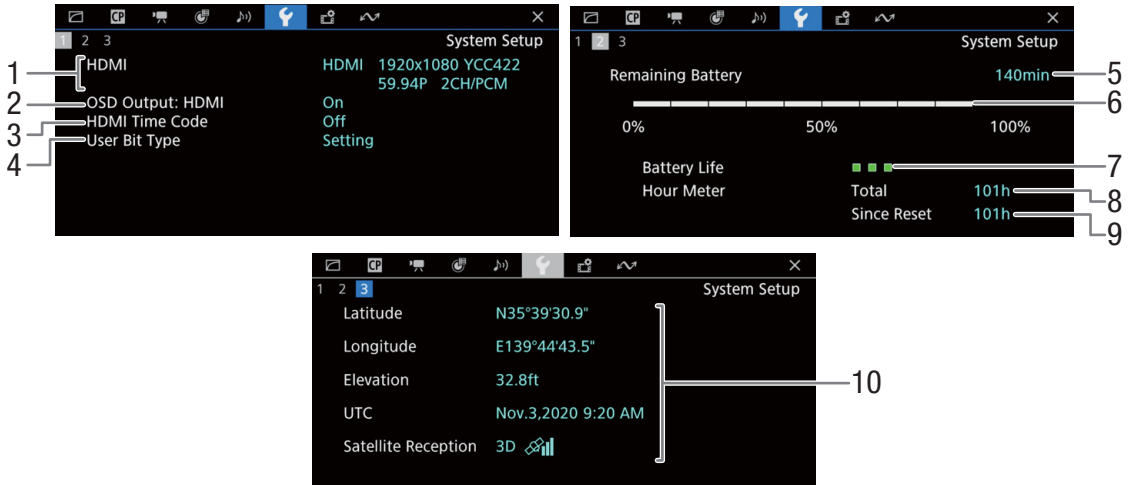 CP
1 2 3 System Setup
1 HDMI HDMI 1920x1080 YCC422
59.94P 2CH/PCM
2 OSD Output: HDMI On
3 HDMI Time Code Off
4 User Bit Type Setting
CP
1 2 3 System Setup
Remaining Battery 140min 5
6
0% 50% 100%
Battery Life 7
Hour Meter Total 101h 8
Since Reset 101h 9
CP
1 2 3 System Setup
Latitude N35°39'30.9"
Longitude E139°44'43.5"
Elevation 32.8ft 10
UTC Nov.3,2020 9:20 AM
Satellite Reception 3D